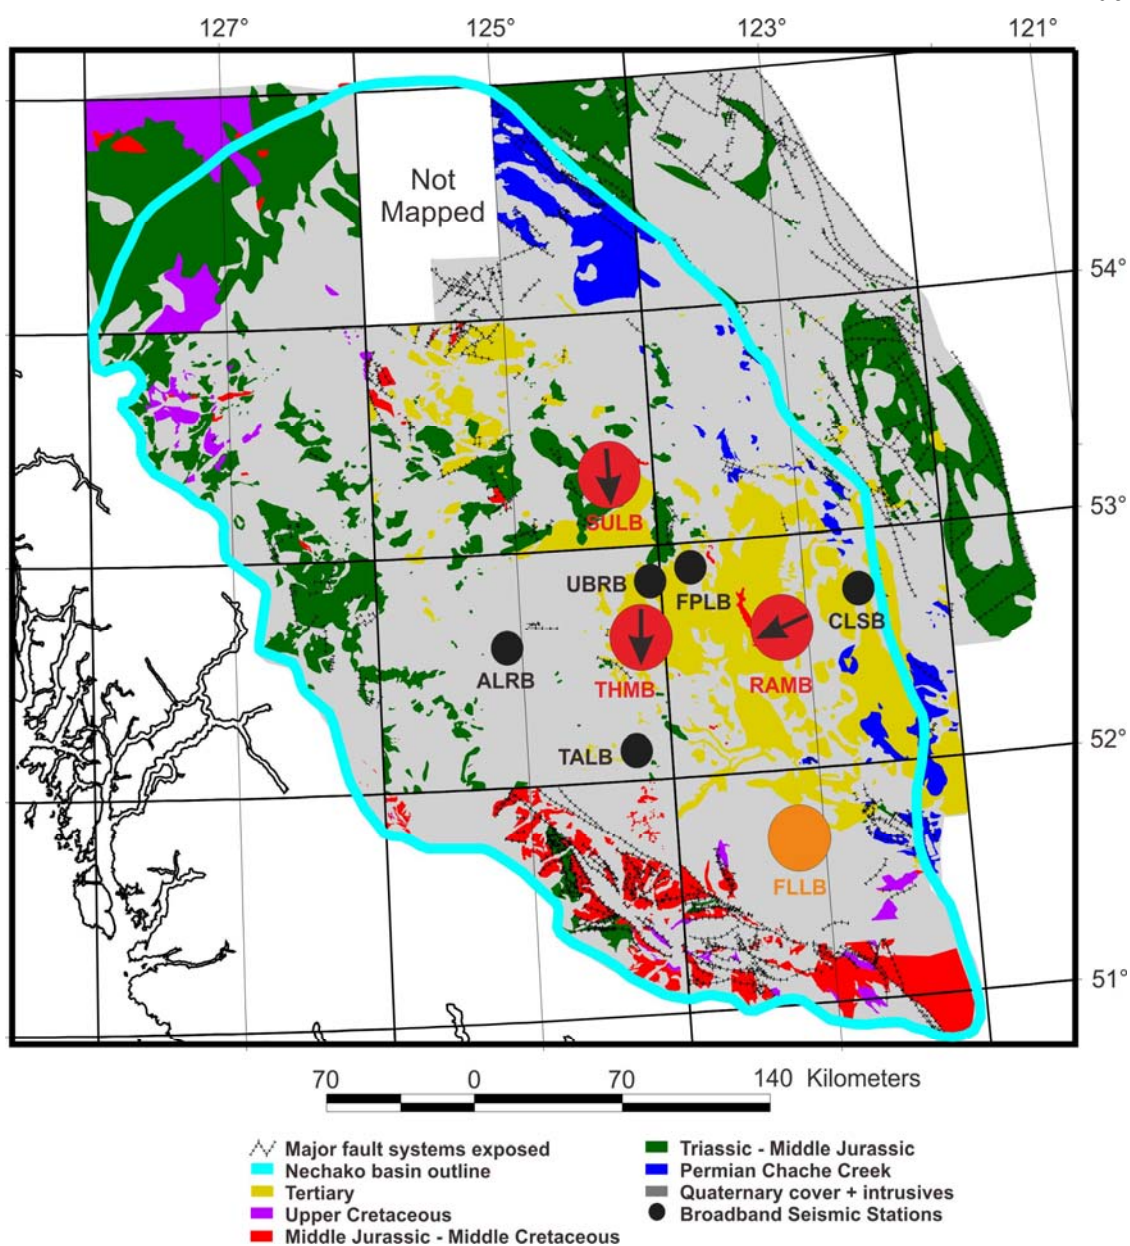 127°
125°
123°
121°
Not
Mapped
54°
53°
SULB
UBRB
FPLB
CLSB
ALRB
THMB
RAMB
52°
TALB
FLLB
51°
70 0 70 140 Kilometers
Major fault systems exposed
Nechako basin outline
Tertiary
Upper Cretaceous
Middle Jurassic - Middle Cretaceous
Triassic - Middle Jurassic
Permian Chache Creek
Quaternary cover + intrusives
Broadband Seismic Stations